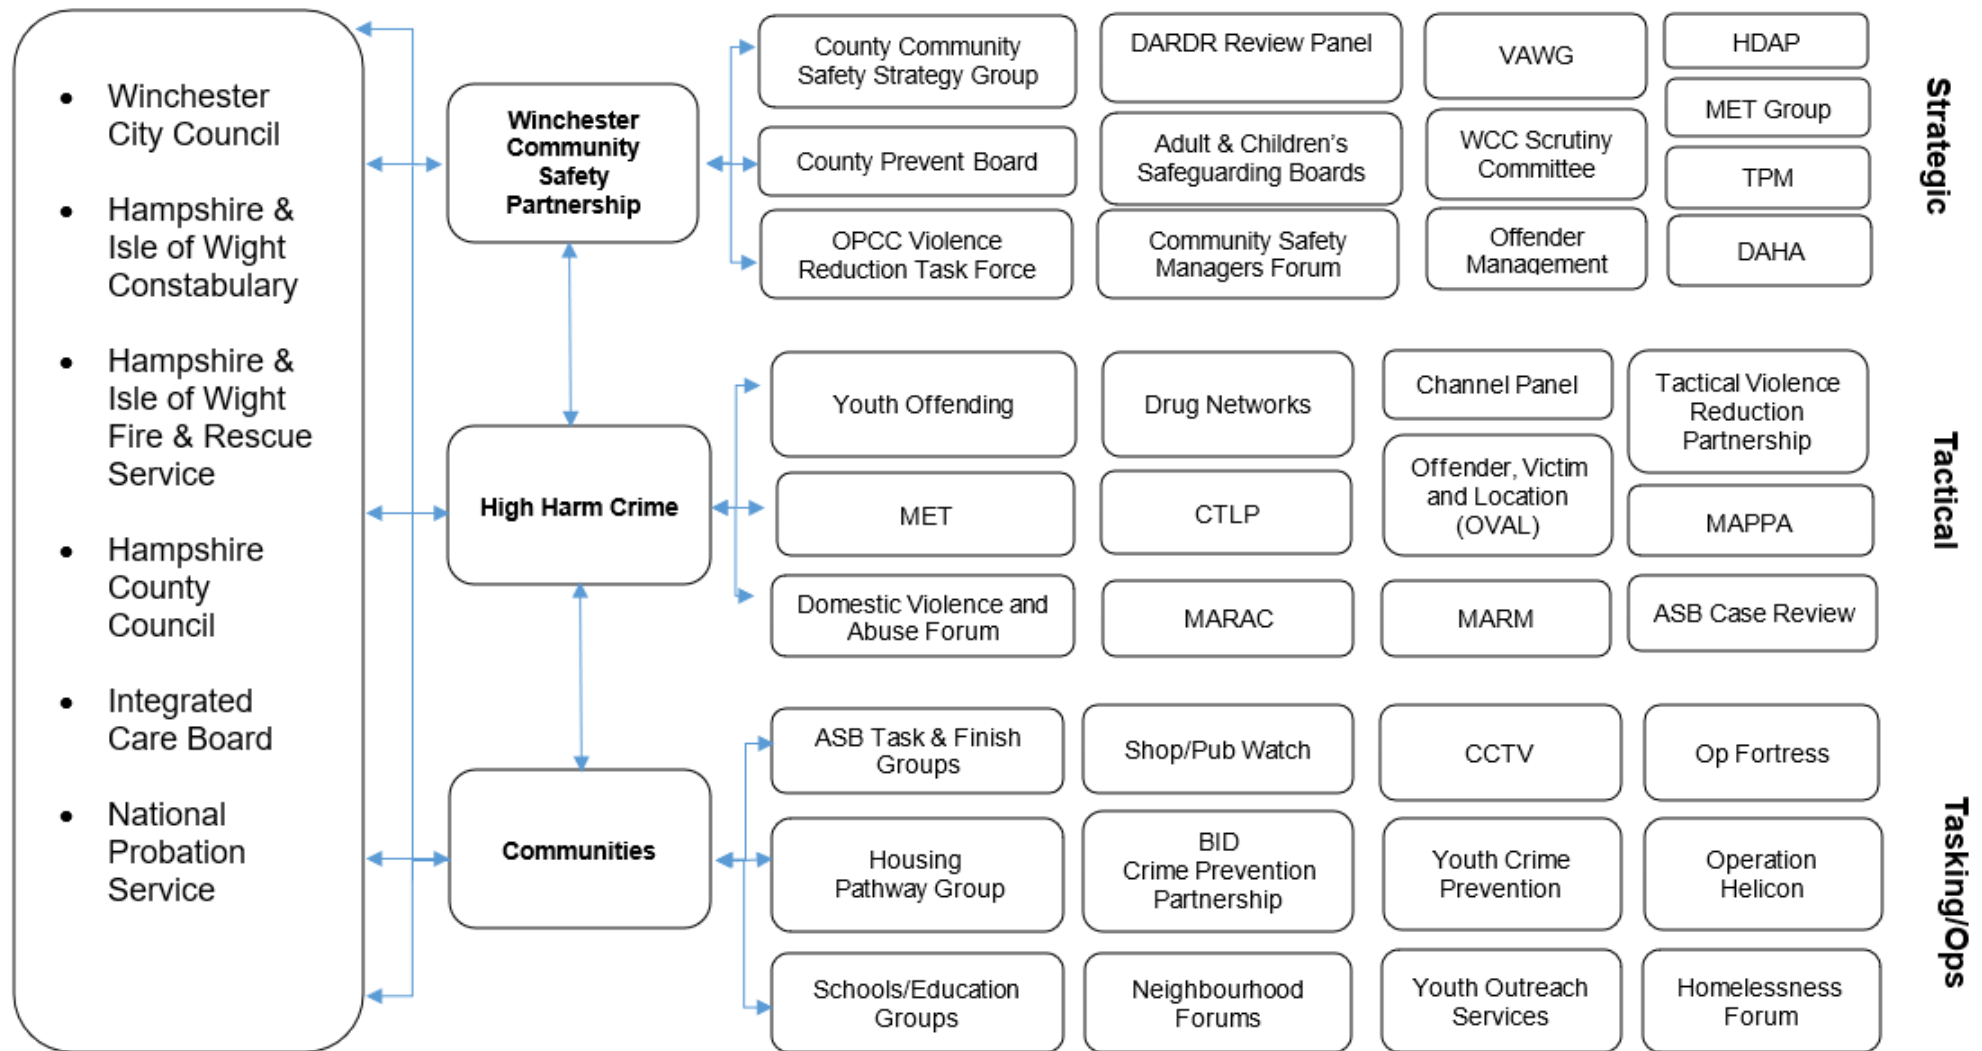 • Winchester
City Council
• Hampshire &
Isle of Wight
Constabulary
• Hampshire &
Isle of Wight
Fire & Rescue
Service
• Hampshire
County
Council
• Integrated
Care Board
• National
Probation
Service
Winchester
Community
Safety
Partnership
County Community
Safety Strategy Group
DARDR Review Panel
VAWG
HDAP
MET Group
County Prevent Board
Adult & Children's
Safeguarding Boards
WCC Scrutiny
Committee
TPM
OPCC Violence
Reduction Task Force
Community Safety
Managers Forum
Offender
Management
DAHA
Strategic
High Harm Crime
Youth Offending
Drug Networks
Channel Panel
Tactical Violence
Reduction
Partnership
MET
CTLP
Offender, Victim
and Location
(OVAL)
MAPPA
Domestic Violence and
Abuse Forum
MARAC
MARM
ASB Case Review
Tactical
Communities
ASB Task & Finish
Groups
Shop/Pub Watch
CCTV
Op Fortress
Housing
Pathway Group
BID
Crime Prevention
Partnership
Youth Crime
Prevention
Operation
Helicon
Schools/Education
Groups
Neighbourhood
Forums
Youth Outreach
Services
Homelessness
Forum
Tasking/Ops